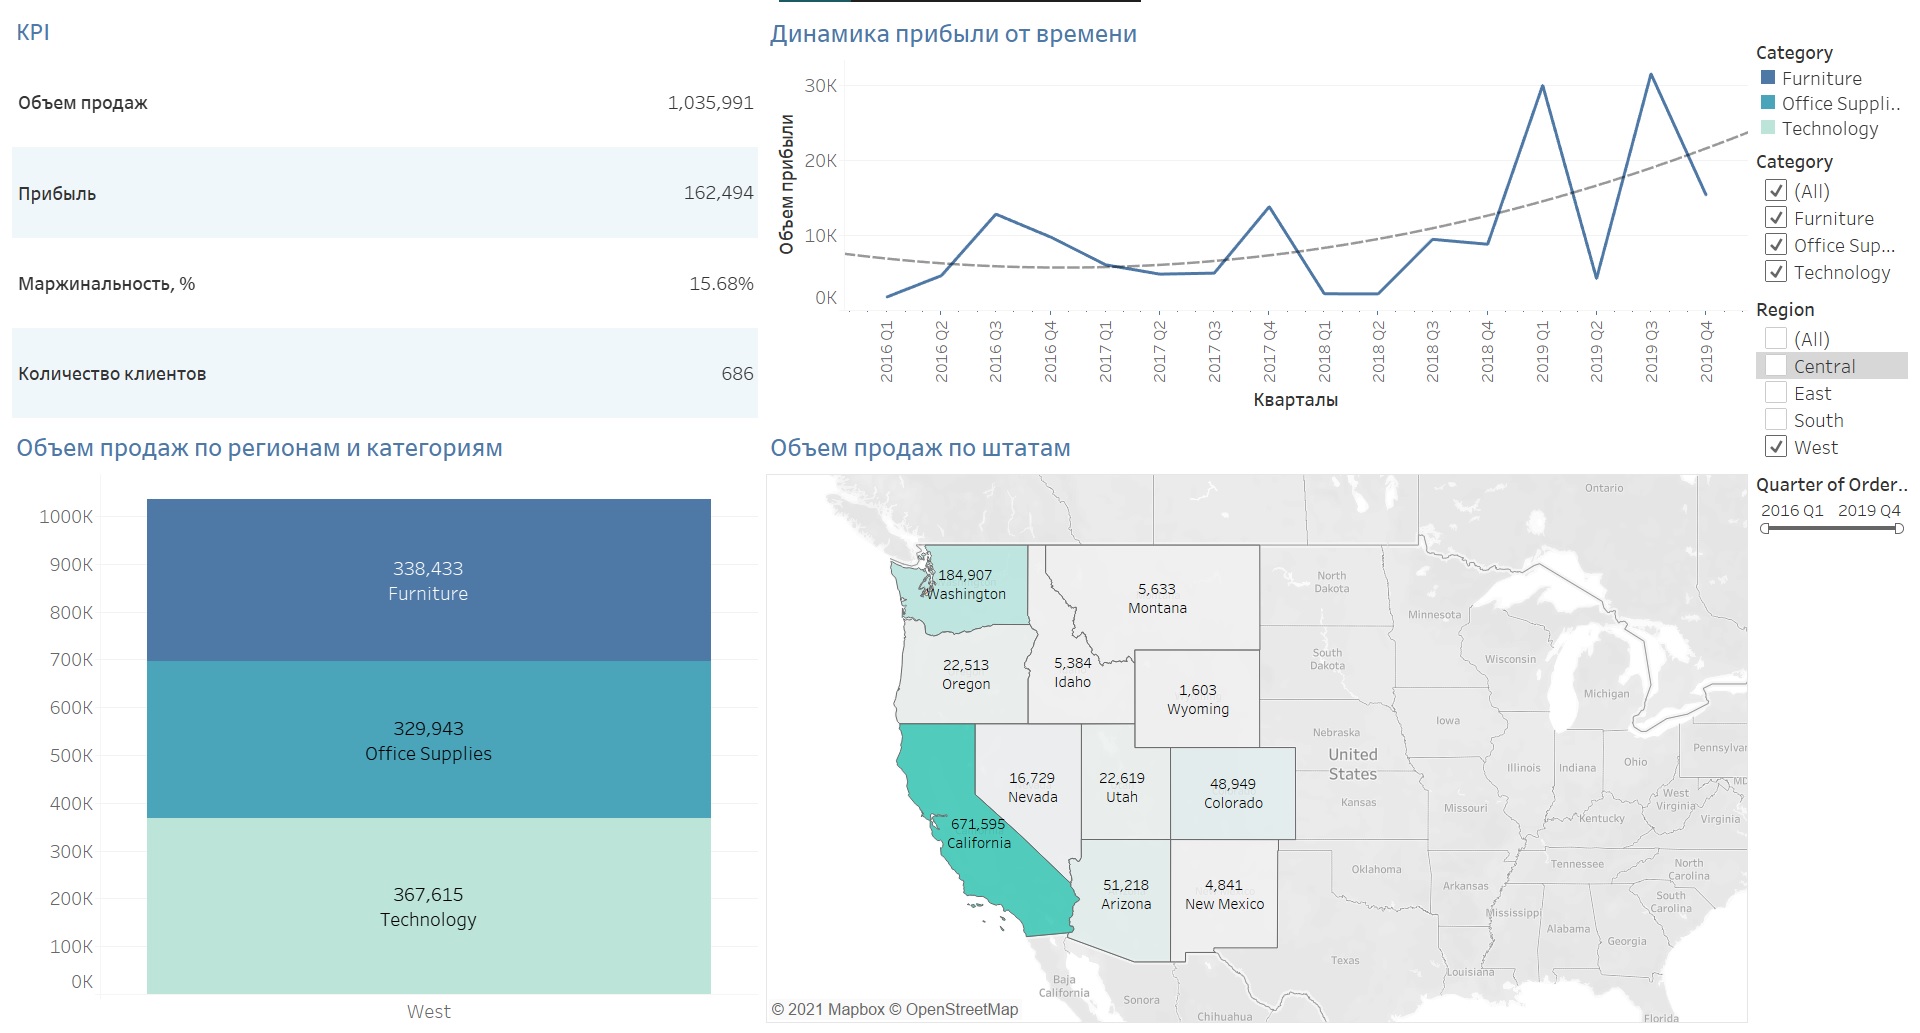 KPI
Объем продаж 1,035,991
Прибыль 162,494
Маржинальность, % 15.68%
Количество клиентов 686
Динамика прибыли от времени
Объем прибыли
30K
20K
10K
0K
2016 Q1
2016 Q2
2016 Q3
2016 Q4
2017 Q1
2017 Q2
2017 Q3
2017 Q4
2018 Q1
2018 Q2
2018 Q3
2018 Q4
2019 Q1
2019 Q2
2019 Q3
2019 Q4
Кварталы
Category
Furniture
Office Suppli..
Technology
Category
(All)
Furniture
Office Sup...
Technology
Region
(All)
Central
East
South
West
Quarter of Order..
2016 Q1 2019 Q4
Объем продаж по регионам и категориям
1000K
900K
800K
700K
600K
500K
400K
300K
200K
100K
0K
338,433
Furniture
329,943
Office Supplies
367,615
Technology
West
Объем продаж по штатам
Ontario
184,907
Washington
5,633
Montana
North
Dakota
Minnesota
22,513
Oregon
5,384
Idaho
South
Dakota
Wisconsin
1,603
Wyoming
Michigan
Iowa
Nebraska
United
States
Illinois
Indiana
Ohio
Pennsylvan
MD
16,729
Nevada
22,619
Utah
48,949
Colorado
Kansas
Missouri
West
Virginia
Kentucky
Virginia
671,595
California
Oklahoma
Tennessee
North
Carolina
51,218
Arizona
4,841
New Mexico
Arkansas
South
Carolina
Mississippi
Alabama
Georgia
Texas
Louisiana
Baja
California
Sonora
Chihuahua
Florida
© 2021 Mapbox © OpenStreetMap